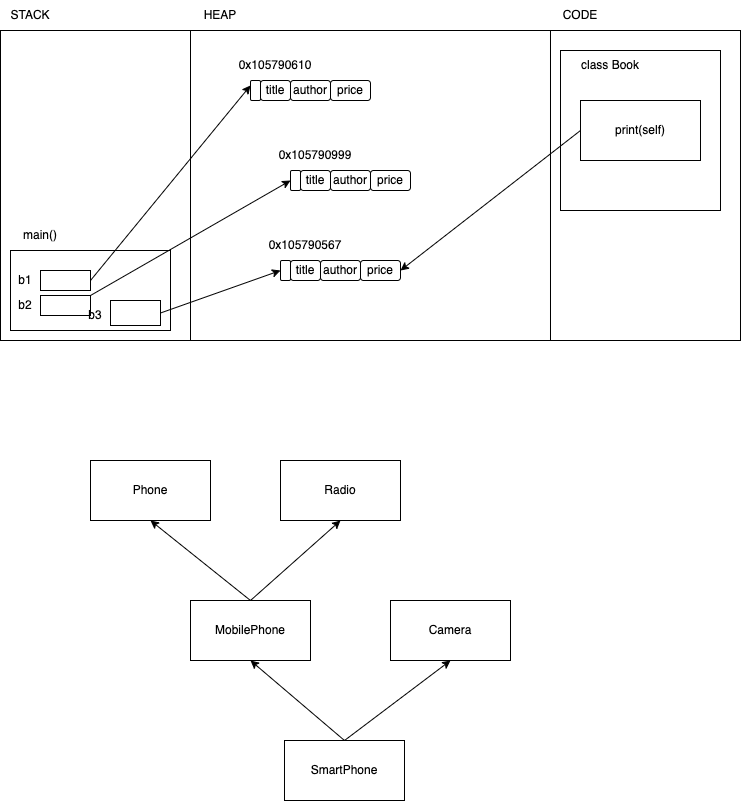 STACK HEAP CODE
0x105790610
class Book
title author price
print(self)
0x105790999
title author price
main()
0x105790567
title author price
b1
b2
b3
Phone Radio
MobilePhone Camera
SmartPhone